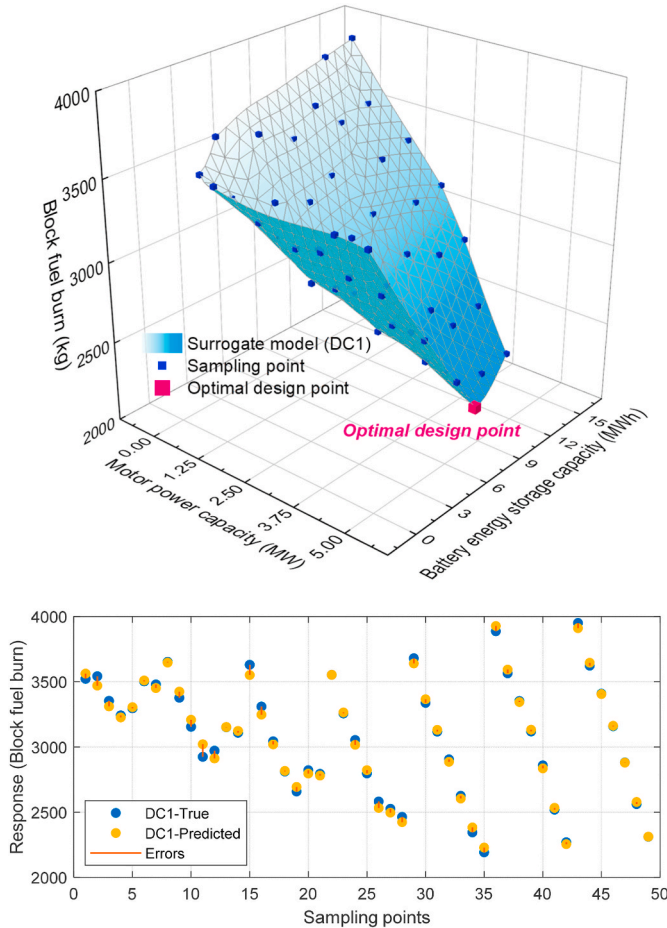 4000
3500
3000
2500
2000
Block fuel burn (kg)
Surrogate model (DC1)
Sampling point
Optimal design point
Optimal design point
0.00
1.25
2.50
3.75
5.00
Motor power capacity (MW)
0
3
6
9
12
15
Battery energy storage capacity (MWh)
4000
3500
3000
2500
2000
Response (Block fuel burn)
DC1-True
DC1-Predicted
Errors
0 5 10 15 20 25 30 35 40 45 50
Sampling points